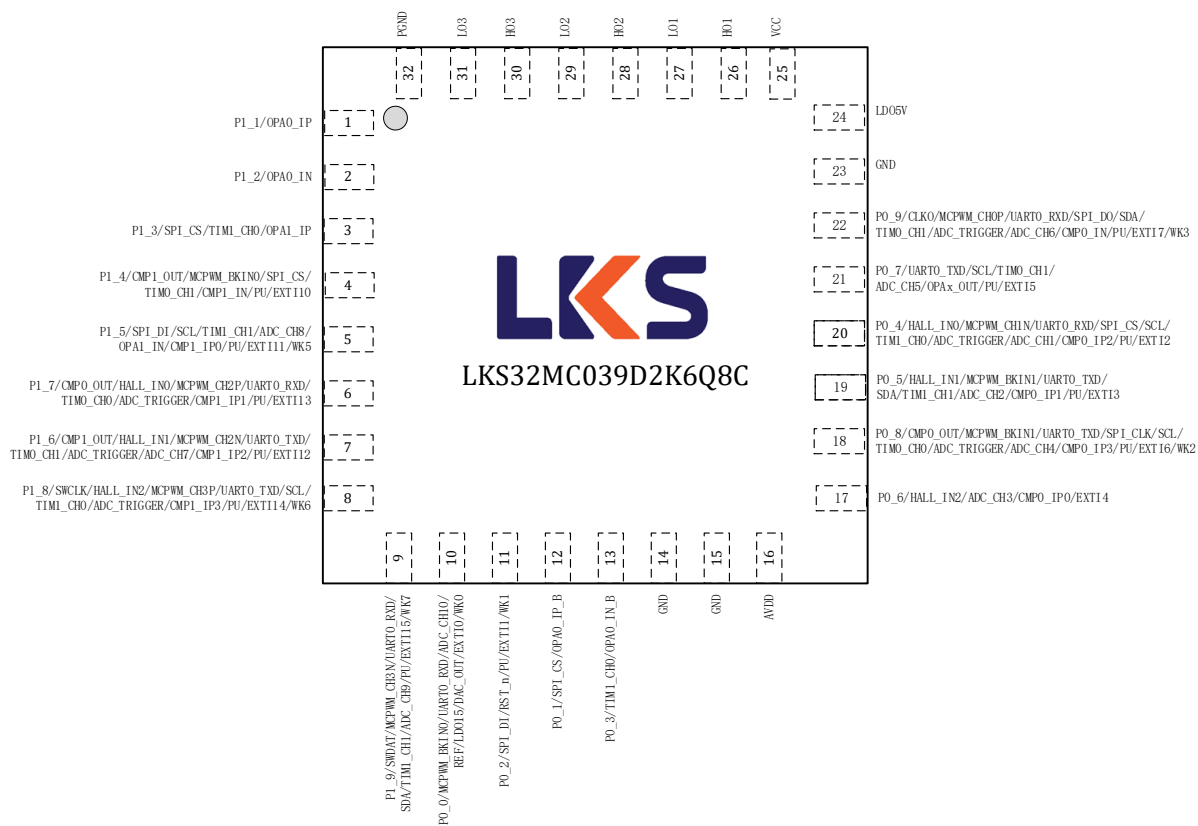 PGND
LO3
HO3
LO2
HO2
LO1
HO1
VCC
32
31
30
29
28
27
26
25
P1_1/OPA0_IP
1
P1_2/OPA0_IN
2
P1_3/SPI_CS/TIM1_CH0/OPA1_IP
3
P1_4/CMP1_OUT/MCPWM_BKIN0/SPI_CS/
TIM0_CH1/CMP1_IN/PU/EXTI10
4
P1_5/SPI_DI/SCL/TIM1_CH1/ADC_CH8/
OPA1_IN/CMP1_IP0/PU/EXTI11/WK5
5
P1_7/CMP0_OUT/HALL_IN0/MCPWM_CH2P/UART0_RXD/
TIM0_CH0/ADC_TRIGGER/CMP1_IP1/PU/EXTI13
6
P1_6/CMP1_OUT/HALL_IN1/MCPWM_CH2N/UART0_TXD/
TIM0_CH1/ADC_TRIGGER/ADC_CH7/CMP1_IP2/PU/EXTI12
7
P1_8/SWCLK/HALL_IN2/MCPWM_CH3P/UART0_TXD/SCL/
TIM1_CH0/ADC_TRIGGER/CMP1_IP3/PU/EXTI14/WK6
8
LKS
LKS32MC039D2K6Q8C
24
LDO5V
23
GND
22
P0_9/CLKO/MCPWM_CH0P/UART0_RXD/SPI_DO/SDA/
TIM0_CH1/ADC_TRIGGER/ADC_CH6/CMP0_IN/PU/EXTI7/WK3
21
P0_7/UART0_TXD/SCL/TIM0_CH1/
ADC_CH5/OPAx_OUT/PU/EXTI5
20
P0_4/HALL_IN0/MCPWM_CH1N/UART0_RXD/SPI_CS/SCL/
TIM1_CH0/ADC_TRIGGER/ADC_CH1/CMP0_IP2/PU/EXTI2
19
P0_5/HALL_IN1/MCPWM_BKIN1/UART0_TXD/
SDA/TIM1_CH1/ADC_CH2/CMP0_IP1/PU/EXTI3
18
P0_8/CMP0_OUT/MCPWM_BKIN1/UART0_TXD/SPI_CLK/SCL/
TIM0_CH0/ADC_TRIGGER/ADC_CH4/CMP0_IP3/PU/EXTI6/WK2
17
P0_6/HALL_IN2/ADC_CH3/CMP0_IP0/EXTI4
9
10
11
12
13
14
15
16
P1_9/SWDAT/MCPWM_CH3N/UART0_RXD/
SDA/TIM1_CH1/ADC_CH9/PU/EXTI15/WK7
P0_0/MCPWM_BKIN0/UART0_RXD/ADC_CH10/
REF/LDO15/DAC_OUT/EXTI0/WK0
P0_2/SPI_DI/RST_n/PU/EXTI1/WK1
P0_1/SPI_CS/OPA0_IP_B
P0_3/TIM1_CH0/OPA0_IN_B
GND
GND
AVDD